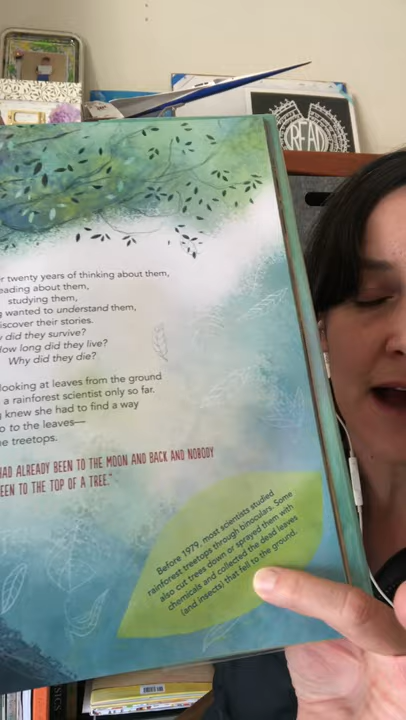 READ
r twenty years of thinking about them,
eading about them,
studying them,
g wanted to understand them,
iscover their stories.
did they survive?
How long did they live?
Why did they die?
looking at leaves from the ground
a rainforest scientist only so far.
g knew she had to find a way
o to the leaves—
e treetops.
HAD ALREADY BEEN TO THE MOON AND BACK AND NOBODY
EEN TO THE TOP OF A TREE."
Before 1979, most scientists studied
rainforest treetops through binoculars. Some
also cut trees down or sprayed them with
chemicals and collected the dead leaves
(and insects) that fell to the ground.